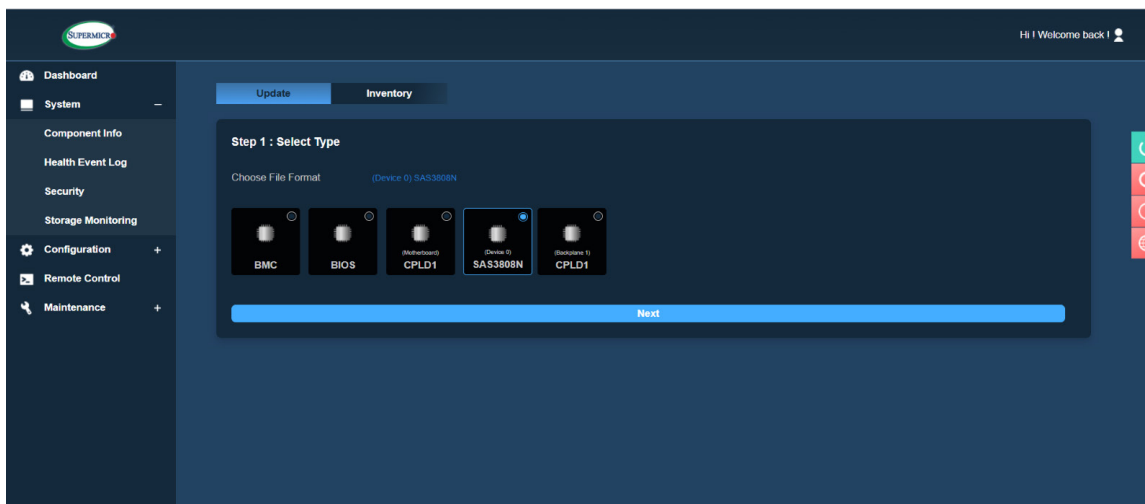 SUPERMICR
Hi ! Welcome back !
Dashboard
System −
Component Info
Health Event Log
Security
Storage Monitoring
Configuration +
Remote Control
Maintenance +
Update Inventory
Step 1 : Select Type
Choose File Format (Device 0) SAS3808N
BMC
BIOS
(Motherboard)
CPLD1
(Device 0)
SAS3808N
(Backplane 1)
CPLD1
Next